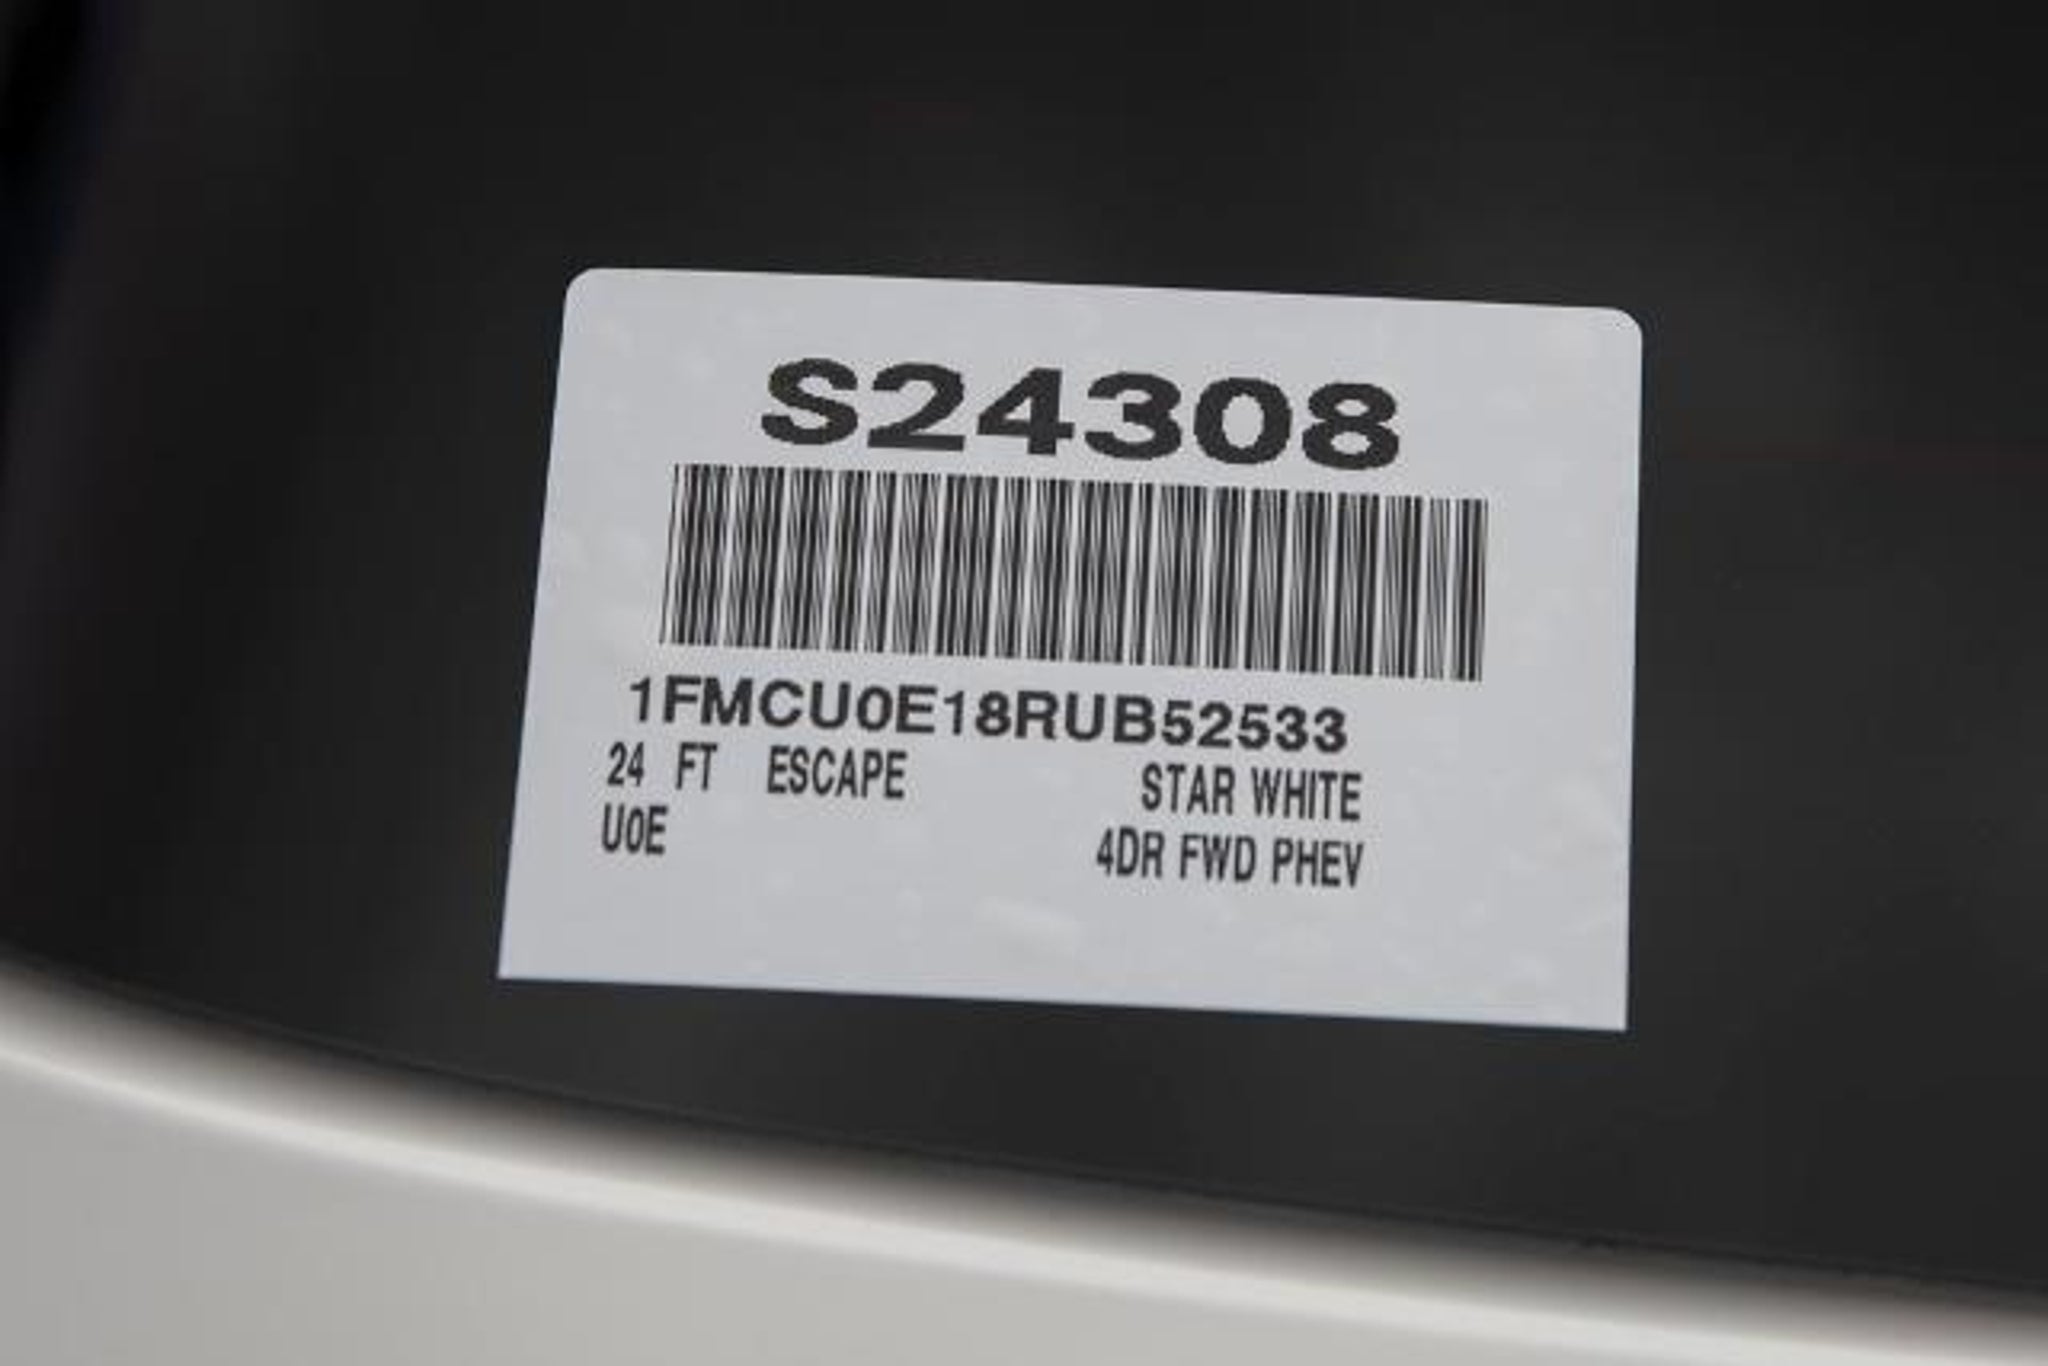 S24308
1FMCU0E18RUB52533
24 FT ESCAPE STAR WHITE
U0E 4DR FWD PHEV